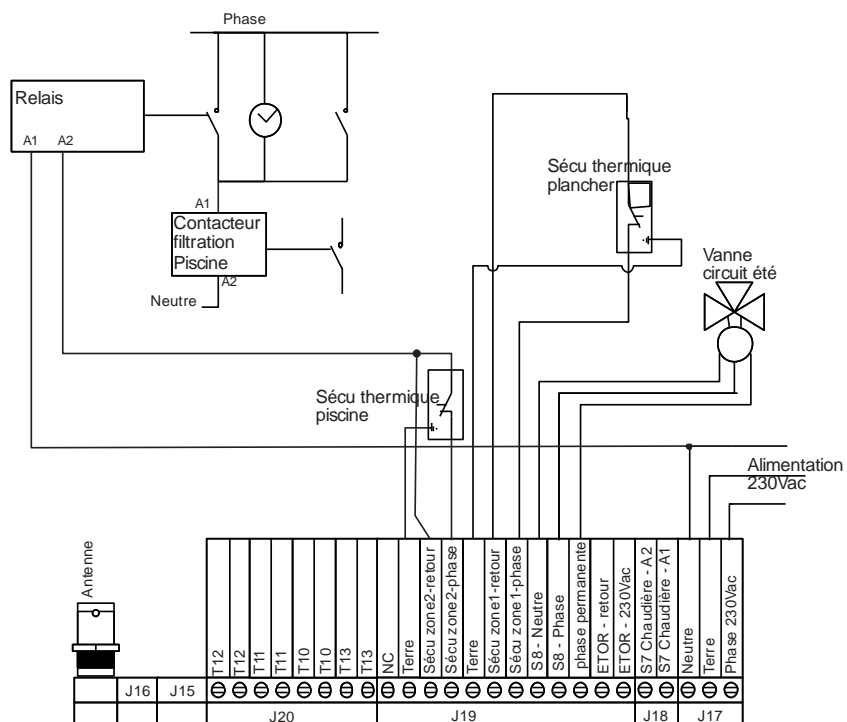 Phase
Relais
A1
A2
A1
Contacteur
filtration
Piscine
A2
Neutre
Sécu thermique
plancher
Vanne
circuit été
Sécu thermique
piscine
Alimentation
230Vac
Antenne
T12
T12
T11
T11
T10
T10
T13
T13
NC
Terre
Sécu zone2-retour
Sécu zone2-phase
Terre
Sécu zone1-retour
Sécu zone1-phase
S8 - Neutre
S8 - Phase
phase permanente
ETOR - retour
ETOR - 230Vac
S7 Chaudière - A2
S7 Chaudière - A1
Neutre
Terre
Phase 230Vac
J16
J15
J20
J19
J18
J17